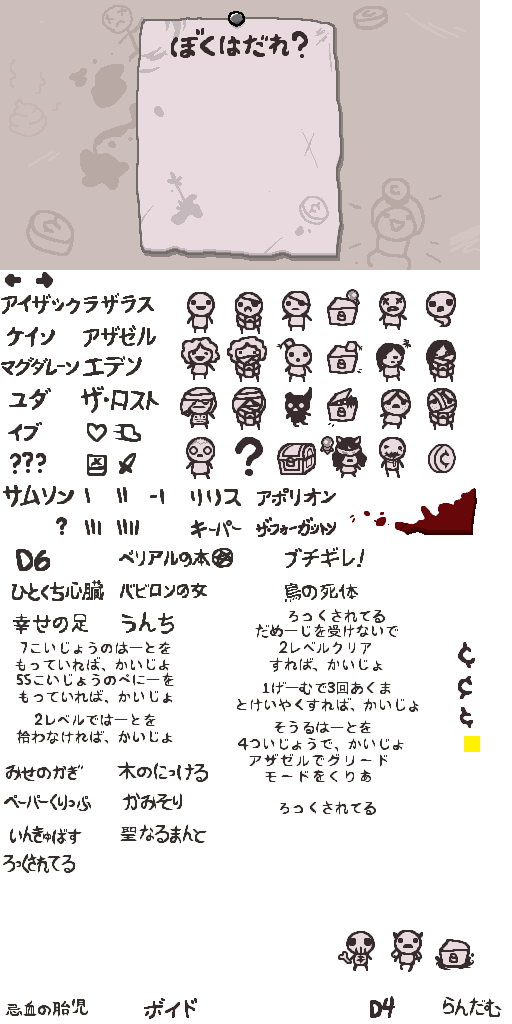 ぼくはだれ?
アイザック ラザラス
ケイン アザゼル
マグダレーン エデン
ユダ ザ・ロスト
イブ
???
?
サムソン リリス アポリオン
? キーパー ザ・フォーガットン
D6 ベリアルの本 ブチギレ!
ひとくち心臓 バビロンの女 鳥の死体
幸せの足 うんち
7こいじょうのはーとを
もっていれば、かいじょ
55こいじょうのぺにーを
もっていれば、かいじょ
2レベルではーとを
拾わなければ、かいじょ
ろっくされてる
だめーじを受けないで
2レベルクリア
すれば、かいじょ
1げーむで3回あくま
とけいやくすれば、かいじょ
そうるはーとを
4ついじょうで、かいじょ
アザゼルでグリード
モードをくりあ
ろっくされてる
みせのかぎ 木のにっける
ペーパーくりっぷ かみそり
いんきゅばす 聖なるまんと
ろっくされてる
忌血の胎児 ボイド D4 らんだむ